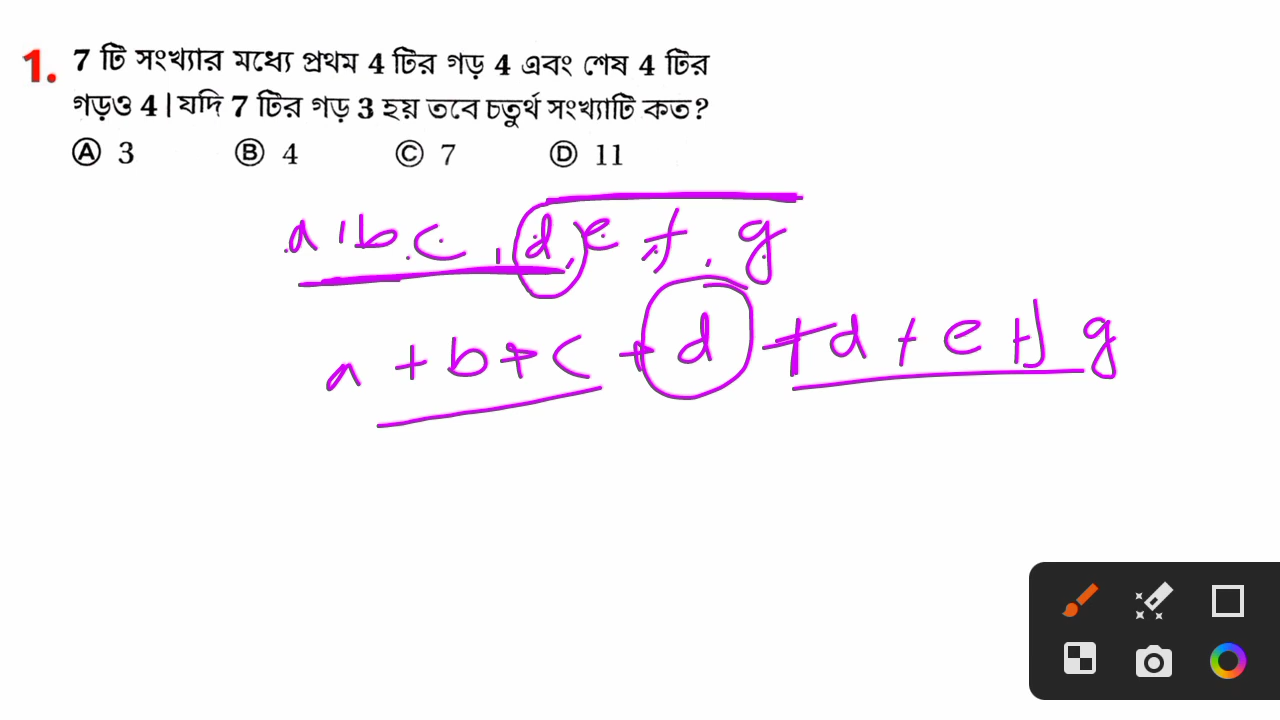 1. 7 টি সংখ্যার মধ্যে প্রথম 4 টির গড় 4 এবং শেষ 4 টির
গড়ও 4 | যদি 7 টির গড় 3 হয় তবে চতুর্থ সংখ্যাটি কত?
Ⓐ 3 Ⓑ 4 Ⓒ 7 Ⓓ 11
a, b, c, d, e, f, g
a + b + c + d + d + e + f g